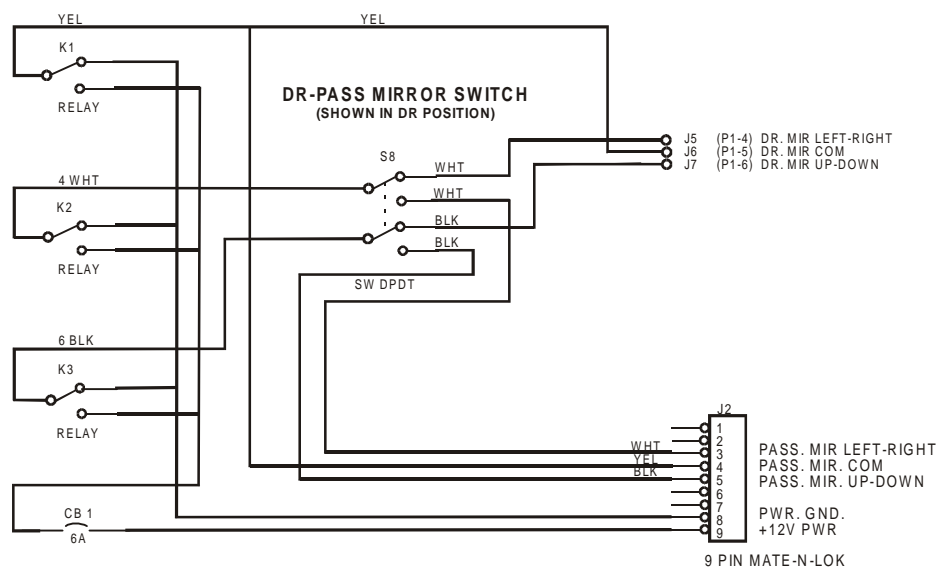 YEL
YEL
K1
RELAY
DR-PASS MIRROR SWITCH
(SHOWN IN DR POSITION)
J5 (P1-4) DR. MIR LEFT-RIGHT
J6 (P1-5) DR. MIR COM
J7 (P1-6) DR. MIR UP-DOWN
S8
WHT
WHT
BLK
BLK
SW DPDT
4 WHT
K2
RELAY
6 BLK
K3
RELAY
CB 1
6A
J2
1
2
WHT 3 PASS. MIR LEFT-RIGHT
YEL 4 PASS. MIR. COM
BLK 5 PASS. MIR. UP-DOWN
6
7
8 PWR. GND.
9 +12V PWR
9 PIN MATE-N-LOK